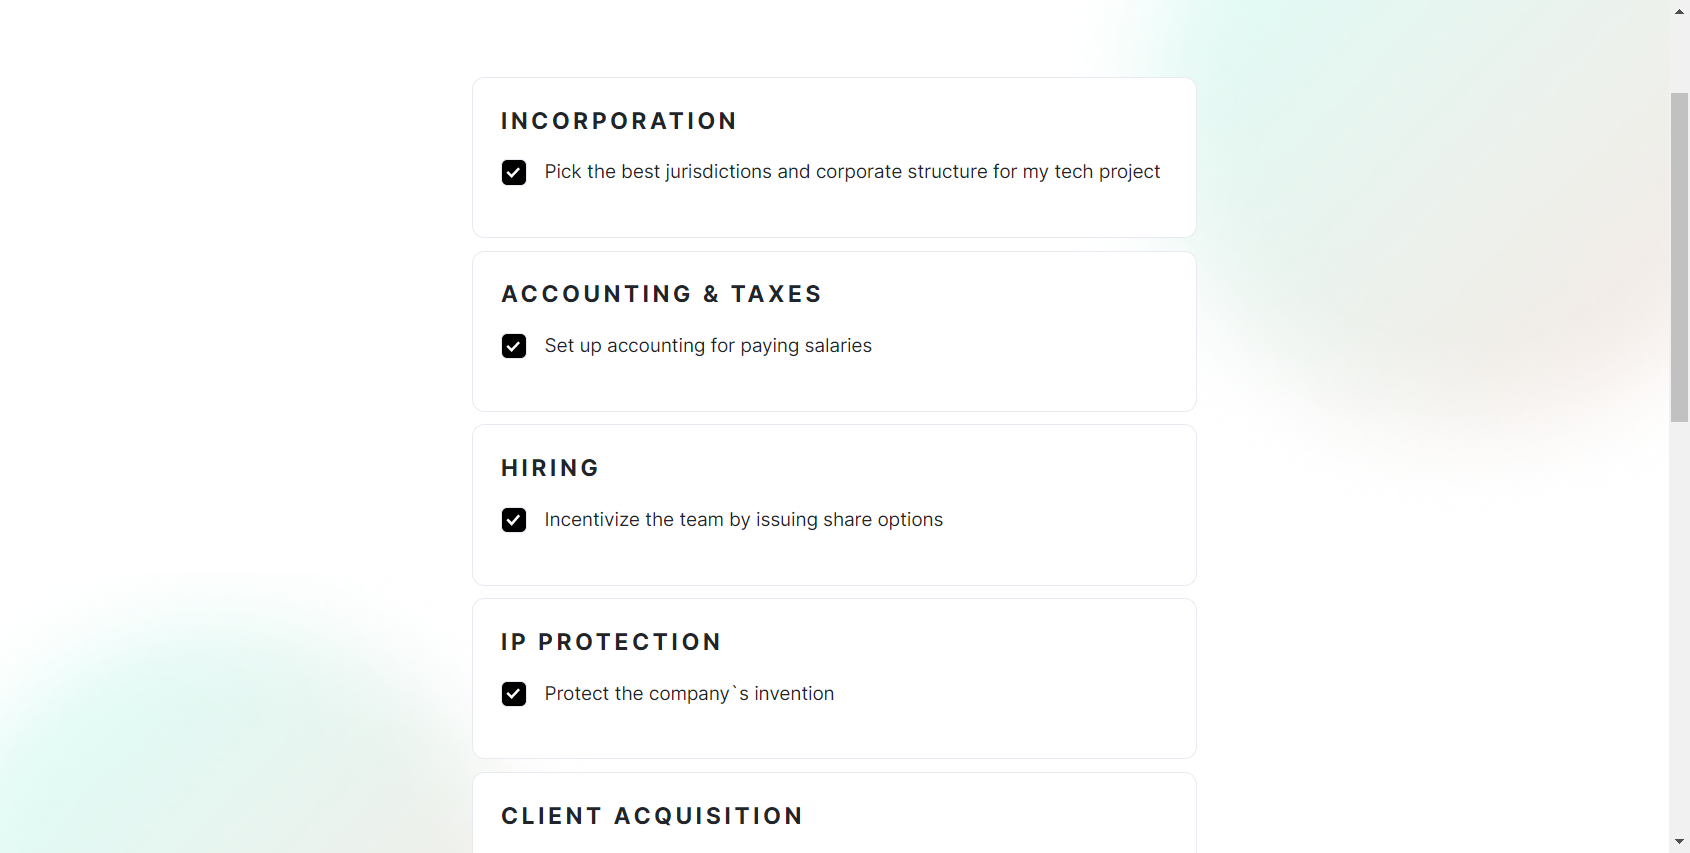 INCORPORATION
Pick the best jurisdictions and corporate structure for my tech project
ACCOUNTING & TAXES
Set up accounting for paying salaries
HIRING
Incentivize the team by issuing share options
IP PROTECTION
Protect the company`s invention
CLIENT ACQUISITION